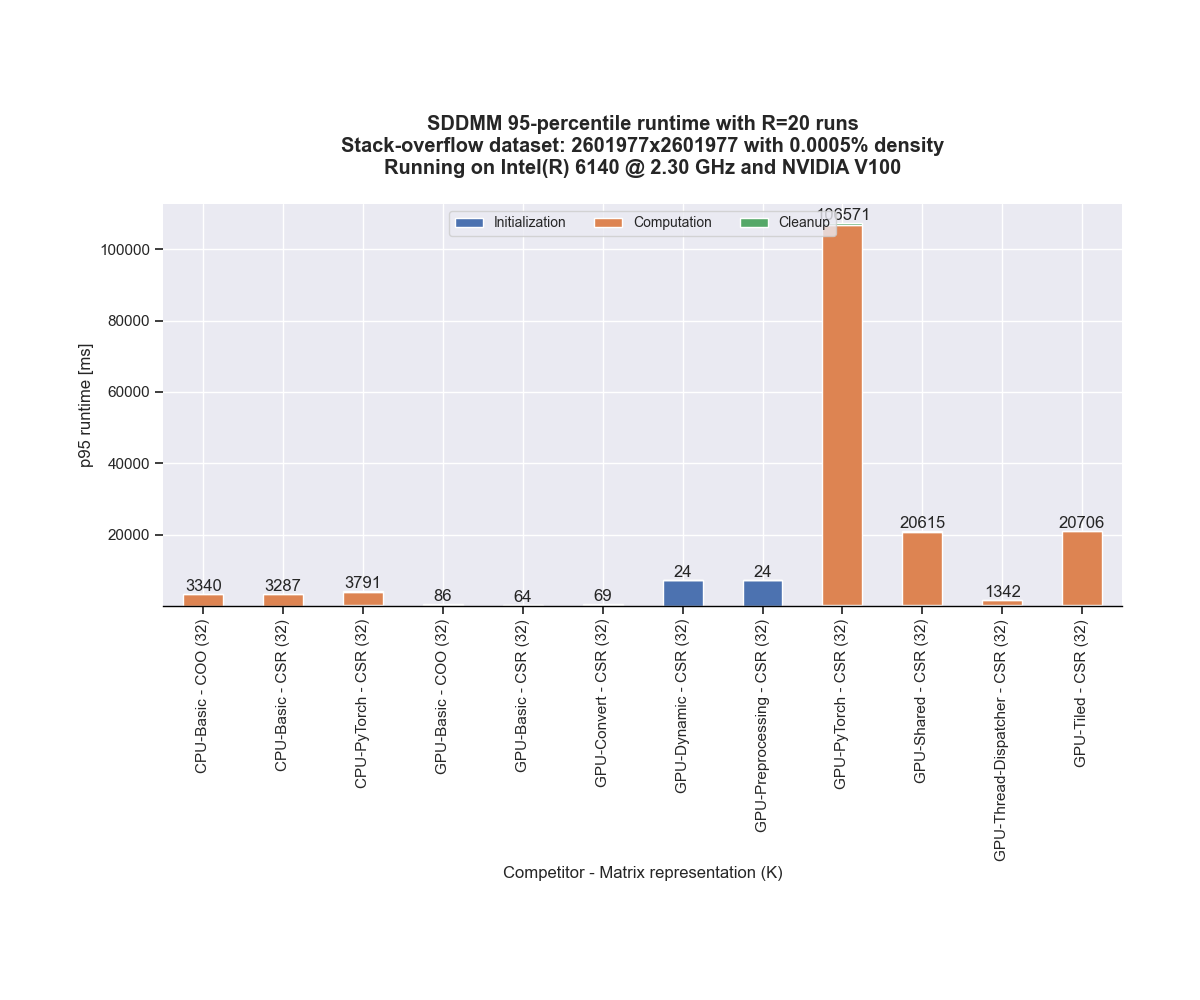 SDDMM 95-percentile runtime with R=20 runs
Stack-overflow dataset: 2601977x2601977 with 0.0005% density
Running on Intel(R) 6140 @ 2.30 GHz and NVIDIA V100
Initialization
Computation
Cleanup
p95 runtime [ms]
100000
80000
60000
40000
20000
3340
3287
3791
86
64
69
24
24
106571
20615
1342
20706
CPU-Basic - COO (32)
CPU-Basic - CSR (32)
CPU-PyTorch - CSR (32)
GPU-Basic - COO (32)
GPU-Basic - CSR (32)
GPU-Convert - CSR (32)
GPU-Dynamic - CSR (32)
GPU-Preprocessing - CSR (32)
GPU-PyTorch - CSR (32)
GPU-Shared - CSR (32)
GPU-Thread-Dispatcher - CSR (32)
GPU-Tiled - CSR (32)
Competitor - Matrix representation (K)